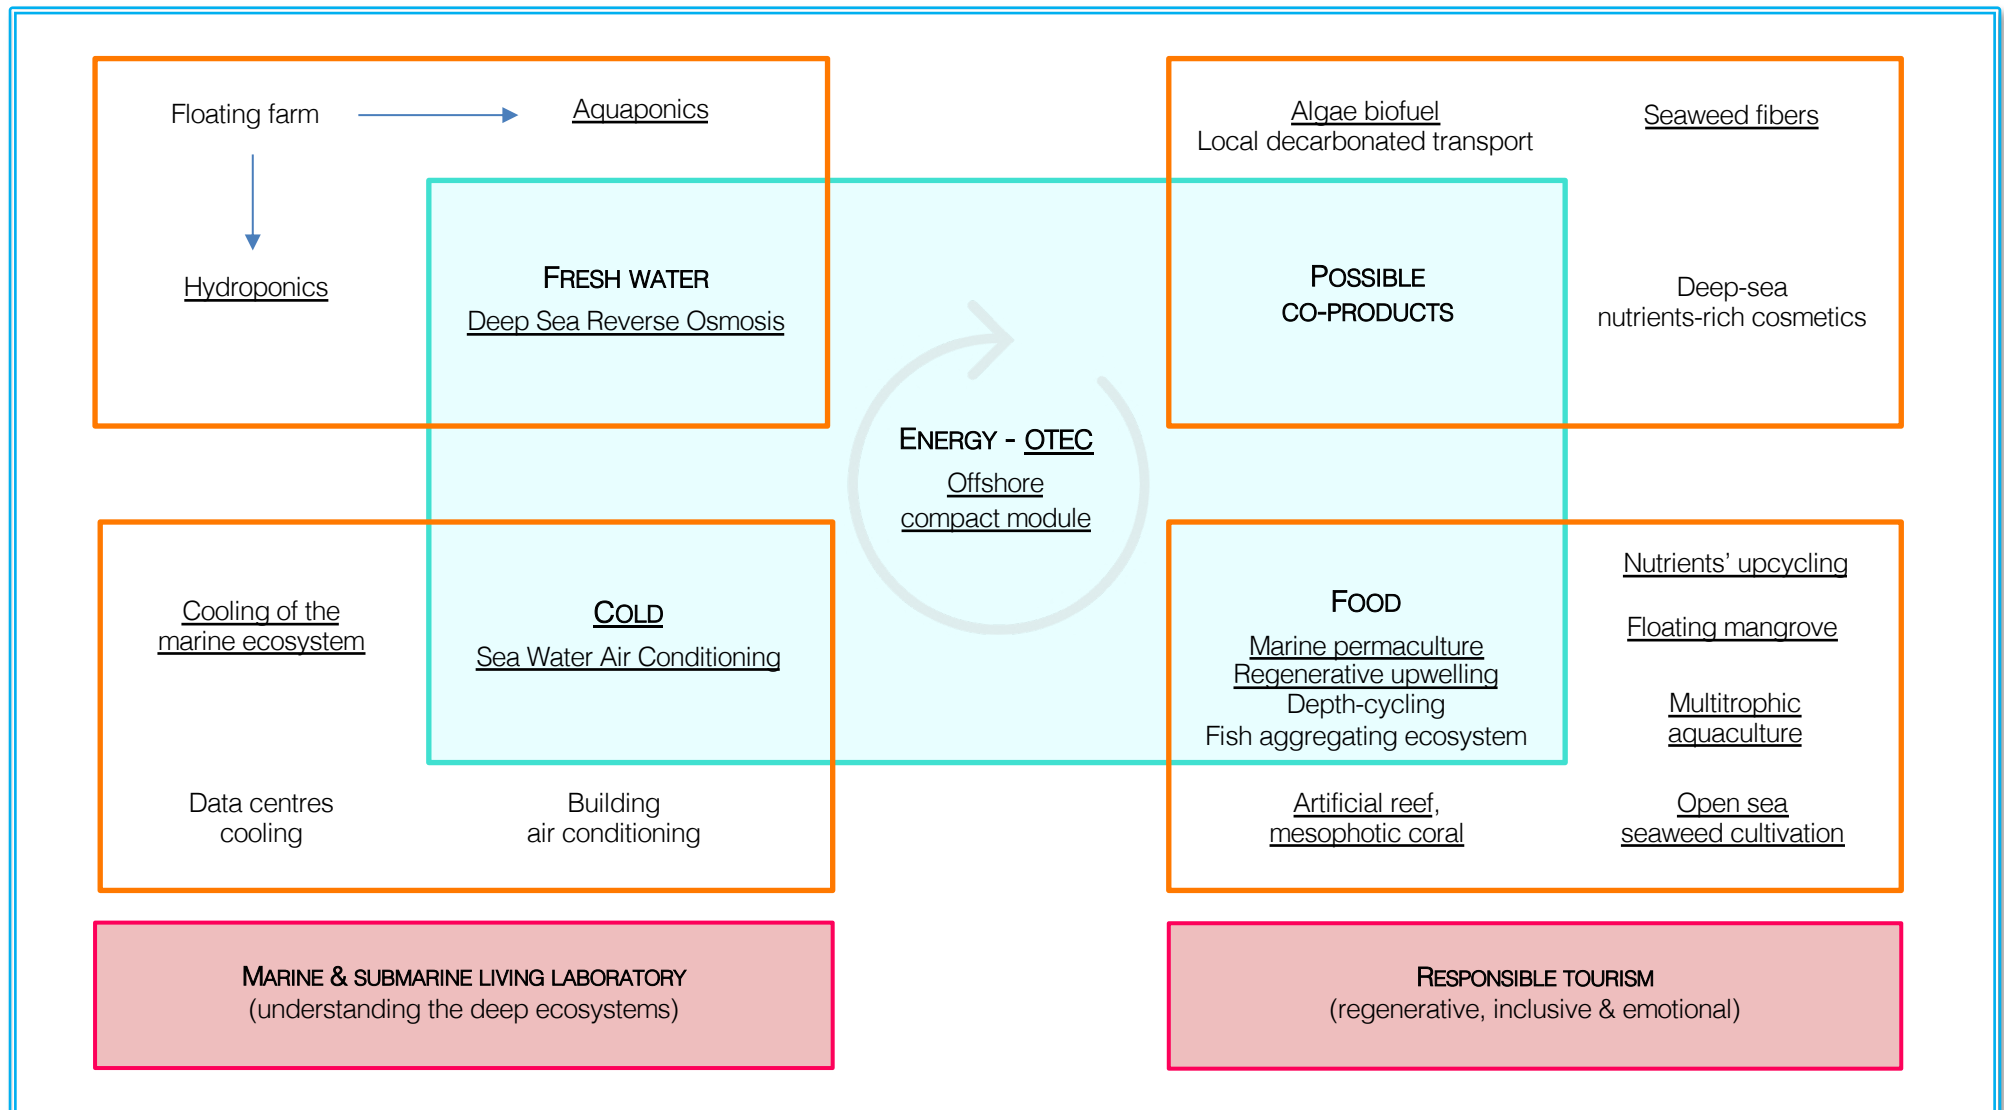 Floating farm
Aquaponics
Hydroponics
FRESH WATER
Deep Sea Reverse Osmosis
Algae biofuel
Local decarbonated transport
Seaweed fibers
POSSIBLE
CO-PRODUCTS
Deep-sea
nutrients-rich cosmetics
ENERGY - OTEC
Offshore
compact module
Cooling of the
marine ecosystem
COLD
Sea Water Air Conditioning
Data centres
cooling
Building
air conditioning
FOOD
Marine permaculture
Regenerative upwelling
Depth-cycling
Fish aggregating ecosystem
Nutrients’ upcycling
Floating mangrove
Multitrophic
aquaculture
Artificial reef,
mesophotic coral
Open sea
seaweed cultivation
MARINE & SUBMARINE LIVING LABORATORY
(understanding the deep ecosystems)
RESPONSIBLE TOURISM
(regenerative, inclusive & emotional)